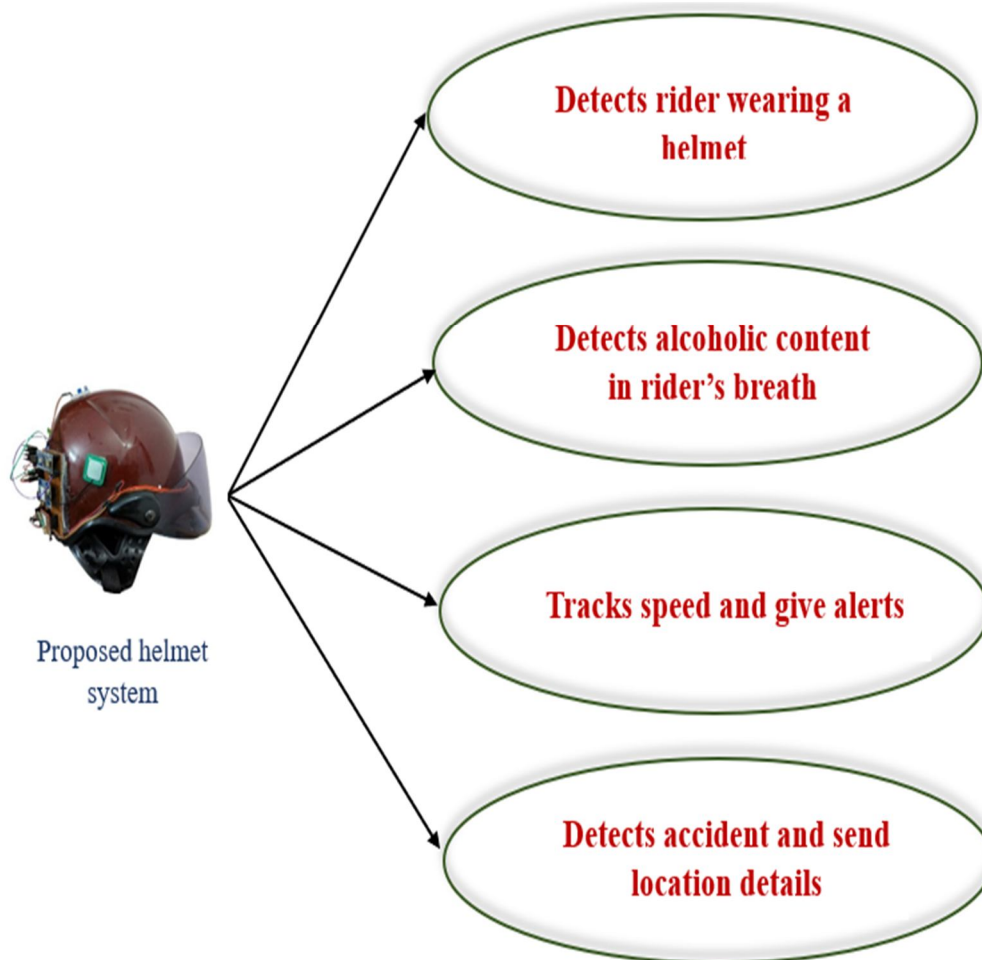 Detects rider wearing a
helmet
Detects alcoholic content
in rider’s breath
Tracks speed and give alerts
Proposed helmet
system
Detects accident and send
location details